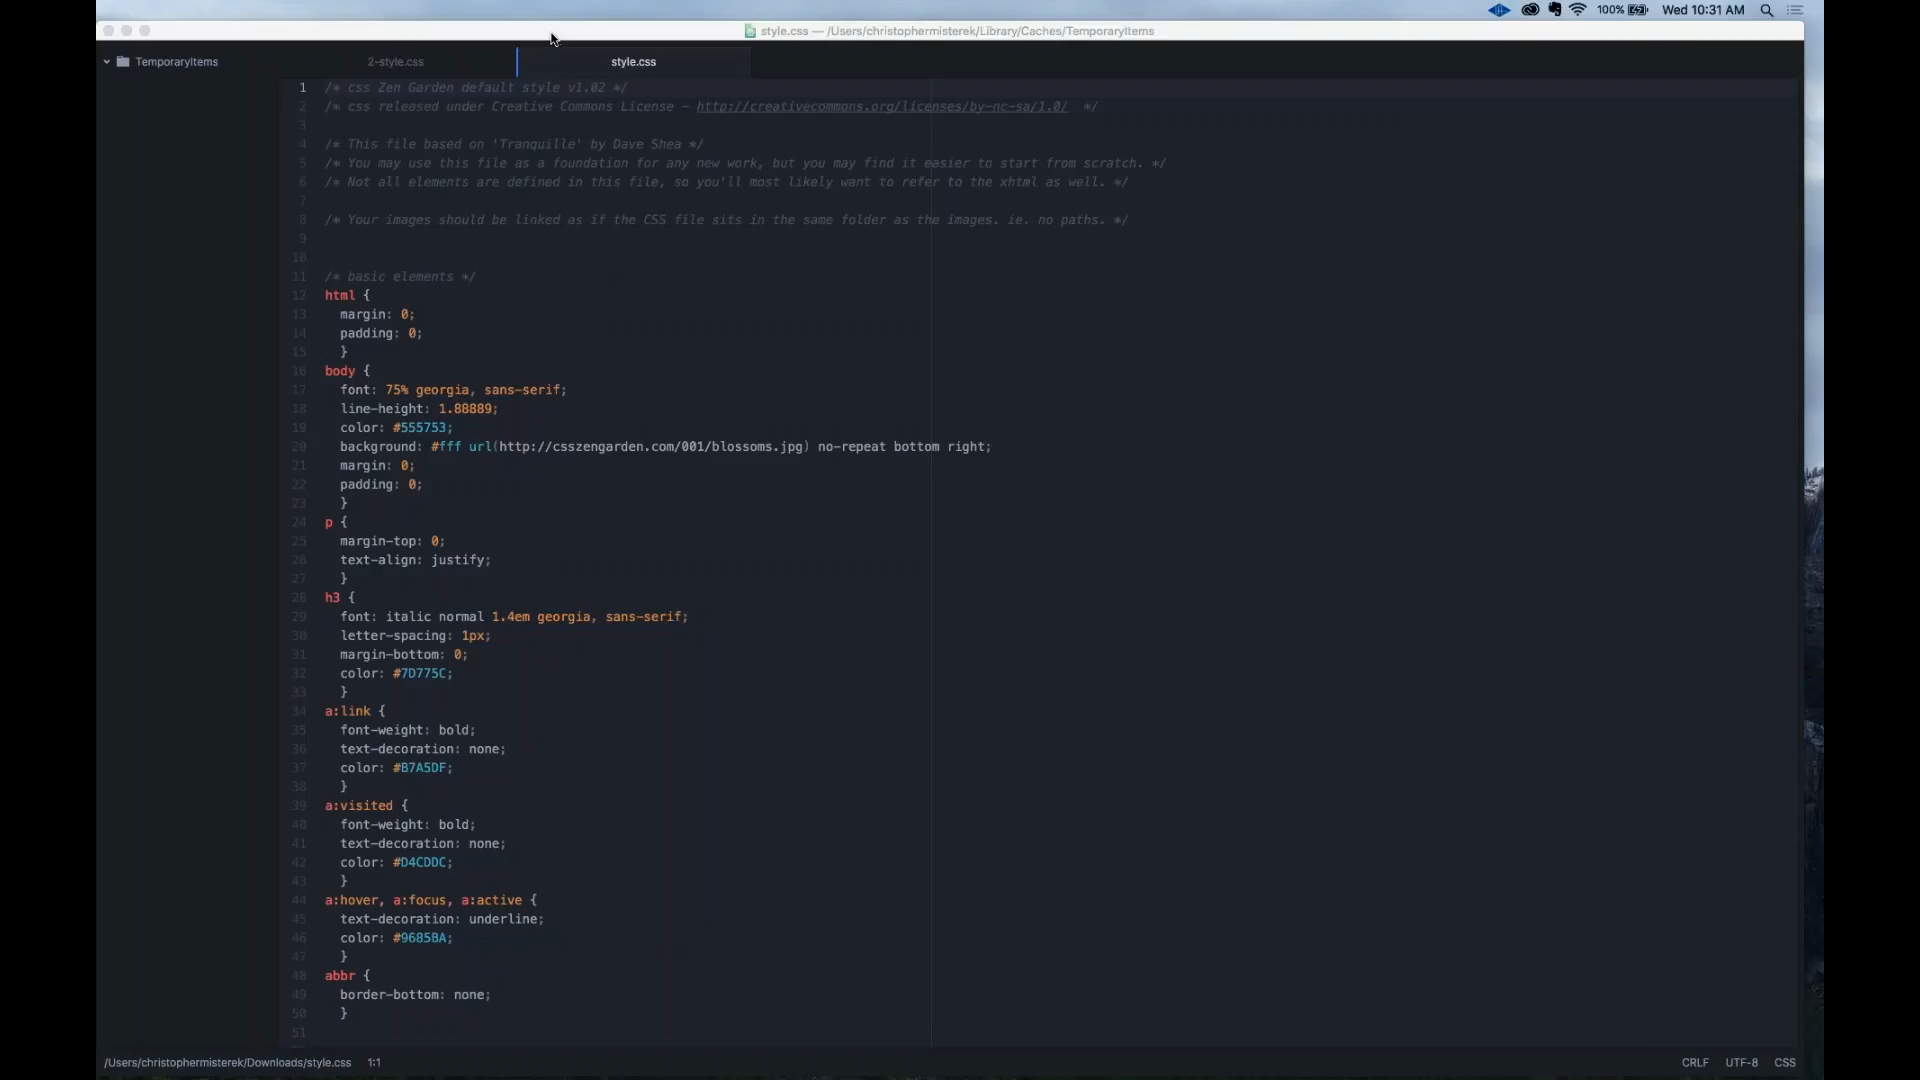 100% Wed 10:31 AM
style.css — /Users/christophermisterek/Library/Caches/TemporaryItems
TemporaryItems
2-style.css
style.css
1 /* css Zen Garden default style v1.02 */
2 /* css released under Creative Commons License - http://creativecommons.org/licenses/by-nc-sa/1.0/ */
3
4 /* This file based on 'Tranquille' by Dave Shea */
5 /* You may use this file as a foundation for any new work, but you may find it easier to start from scratch. */
6 /* Not all elements are defined in this file, so you'll most likely want to refer to the xhtml as well. */
7
8 /* Your images should be linked as if the CSS file sits in the same folder as the images. ie. no paths. */
9
10
11 /* basic elements */
12 html {
13 margin: 0;
14 padding: 0;
15 }
16 body {
17 font: 75% georgia, sans-serif;
18 line-height: 1.88889;
19 color: #555753;
20 background: #fff url(http://csszengarden.com/001/blossoms.jpg) no-repeat bottom right;
21 margin: 0;
22 padding: 0;
23 }
24 p {
25 margin-top: 0;
26 text-align: justify;
27 }
28 h3 {
29 font: italic normal 1.4em georgia, sans-serif;
30 letter-spacing: 1px;
31 margin-bottom: 0;
32 color: #7D775C;
33 }
34 a:link {
35 font-weight: bold;
36 text-decoration: none;
37 color: #B7A5DF;
38 }
39 a:visited {
40 font-weight: bold;
41 text-decoration: none;
42 color: #D4CDDC;
43 }
44 a:hover, a:focus, a:active {
45 text-decoration: underline;
46 color: #9685BA;
47 }
48 abbr {
49 border-bottom: none;
50 }
51
/Users/christophermisterek/Downloads/style.css 1:1
CRLF UTF-8 CSS